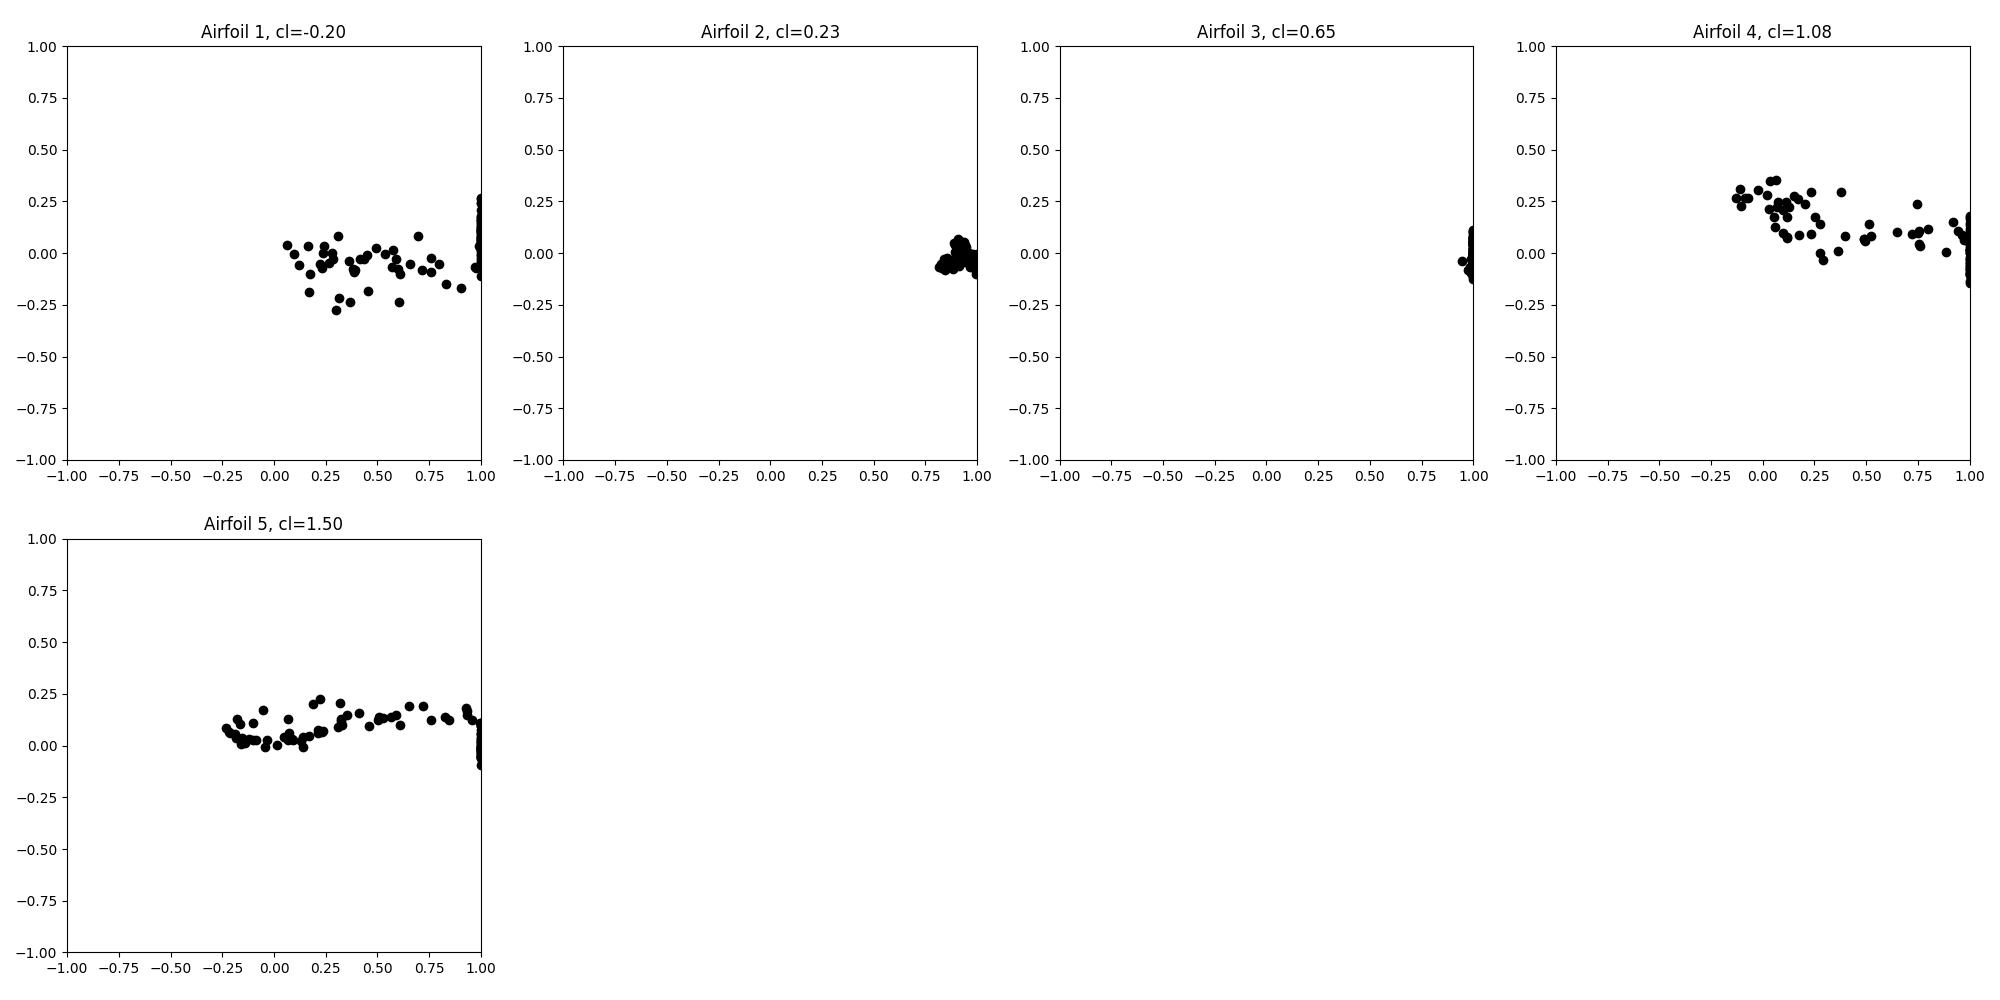 Airfoil 1, cl=-0.20
Airfoil 2, cl=0.23
Airfoil 3, cl=0.65
Airfoil 4, cl=1.08
1.00 1.00 1.00 1.00
0.75 0.75 0.75 0.75
0.50 0.50 0.50 0.50
0.25 0.25 0.25 0.25
0.00 0.00 0.00 0.00
−0.25 −0.25 −0.25 −0.25
−0.50 −0.50 −0.50 −0.50
−0.75 −0.75 −0.75 −0.75
−1.00 −1.00 −1.00 −1.00
−1.00 −0.75 −0.50 −0.25 0.00 0.25 0.50 0.75 1.00
−1.00 −0.75 −0.50 −0.25 0.00 0.25 0.50 0.75 1.00
−1.00 −0.75 −0.50 −0.25 0.00 0.25 0.50 0.75 1.00
−1.00 −0.75 −0.50 −0.25 0.00 0.25 0.50 0.75 1.00
Airfoil 5, cl=1.50
1.00
0.75
0.50
0.25
0.00
−0.25
−0.50
−0.75
−1.00
−1.00 −0.75 −0.50 −0.25 0.00 0.25 0.50 0.75 1.00